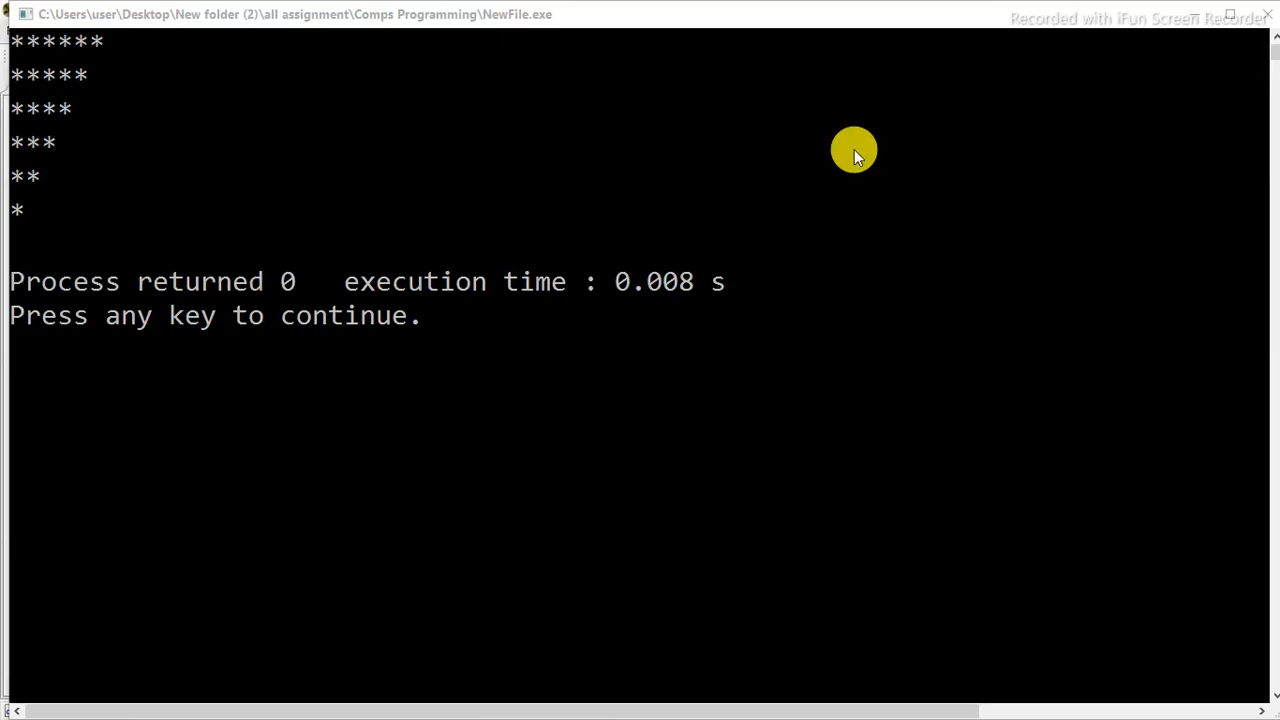 C:\Users\user\Desktop\New folder (2)\all assignment\Comps Programming\NewFile.exe
Recorded with iFun Screen Recorder
******
*****
****
***
**
*
Process returned 0   execution time : 0.008 s
Press any key to continue.